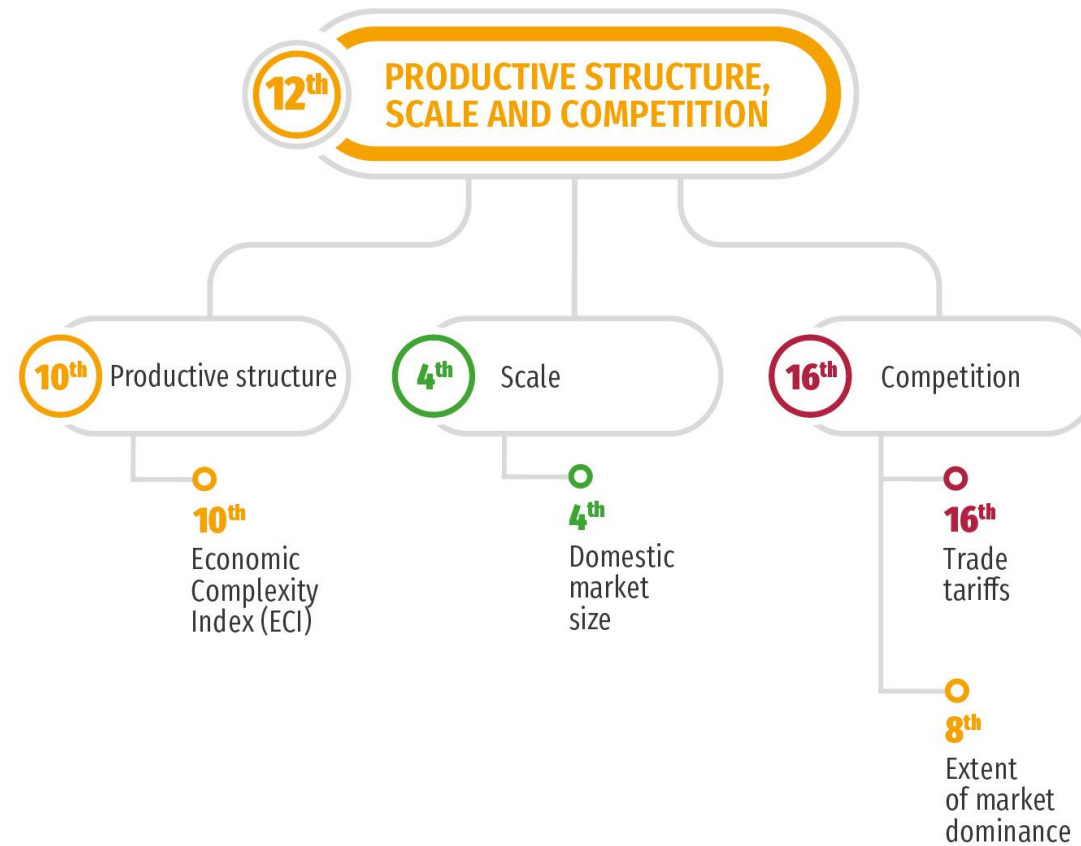 12th
PRODUCTIVE STRUCTURE,
SCALE AND COMPETITION
10th
Productive structure
4th
Scale
16th
Competition
10th
Economic
Complexity
Index (ECI)
4th
Domestic
market
size
16th
Trade
tariffs
8th
Extent
of market
dominance